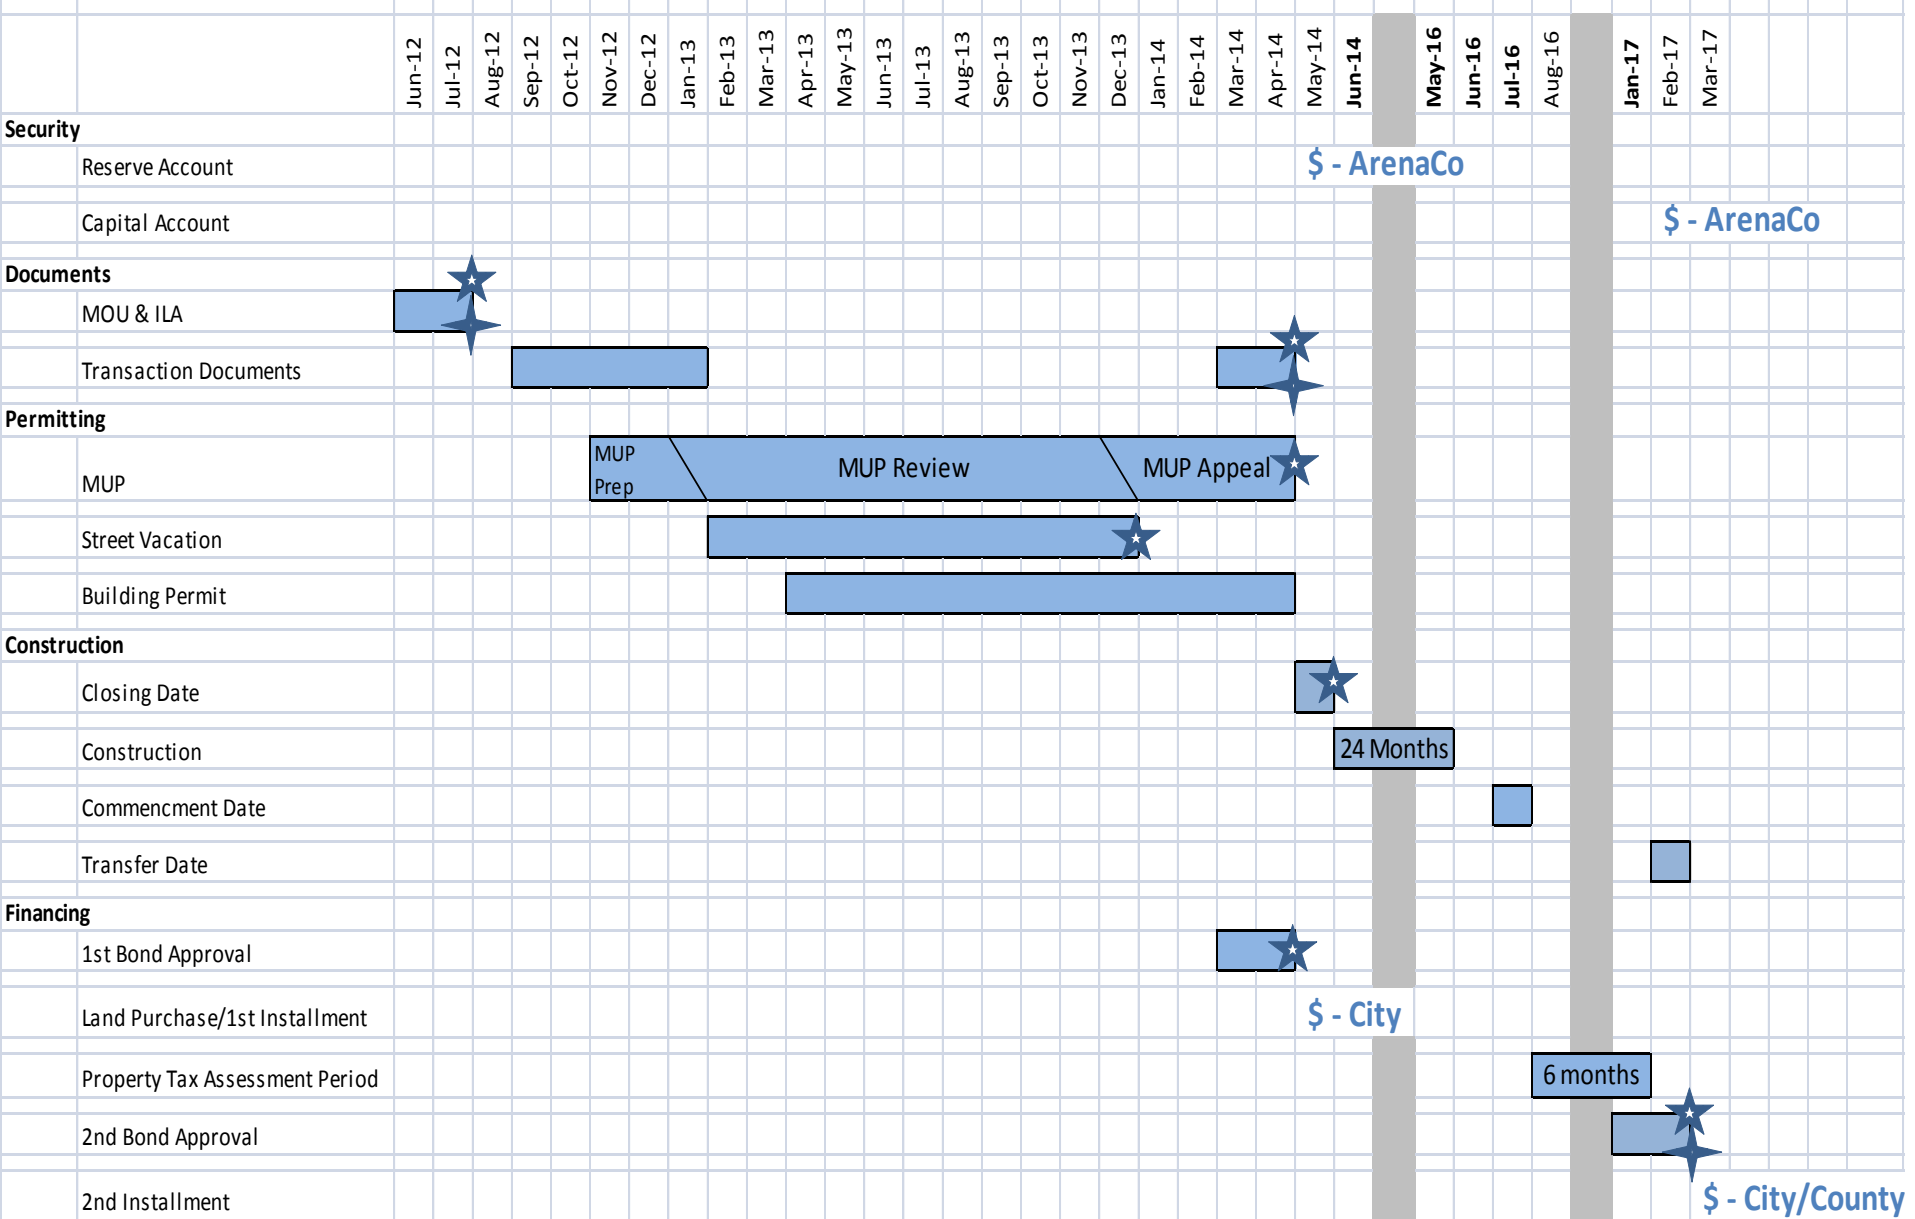 Jun-12 Jul-12 Aug-12 Sep-12 Oct-12 Nov-12 Dec-12 Jan-13 Feb-13 Mar-13 Apr-13 May-13 Jun-13 Jul-13 Aug-13 Sep-13 Oct-13 Nov-13 Dec-13 Jan-14 Feb-14 Mar-14 Apr-14 May-14 Jun-14 May-16 Jun-16 Jul-16 Aug-16 Jan-17 Feb-17 Mar-17
Security
Reserve Account $ - ArenaCo
Capital Account $ - ArenaCo
Documents
MOU & ILA
Transaction Documents
Permitting
MUP
MUP
Prep
MUP Review
MUP Appeal
Street Vacation
Building Permit
Construction
Closing Date
Construction 24 Months
Commencment Date
Transfer Date
Financing
1st Bond Approval
Land Purchase/1st Installment $ - City
Property Tax Assessment Period 6 months
2nd Bond Approval
2nd Installment $ - City/County